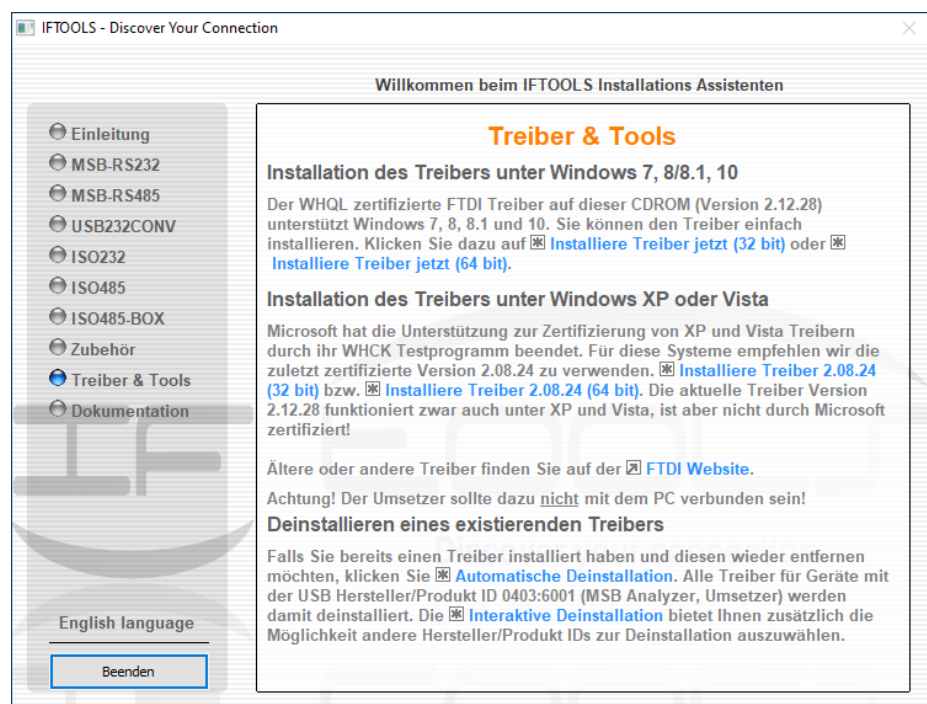 IFTOOLS - Discover Your Connection
Willkommen beim IFTOOLS Installations Assistenten
Einleitung
MSB-RS232
MSB-RS485
USB232CONV
ISO232
ISO485
ISO485-BOX
Zubehör
Treiber & Tools
Dokumentation
English language
Beenden
Treiber & Tools
Installation des Treibers unter Windows 7, 8/8.1, 10
Der WHQL zertifizierte FTDI Treiber auf dieser CDROM (Version 2.12.28)
unterstützt Windows 7, 8, 8.1 und 10. Sie können den Treiber einfach
installieren. Klicken Sie dazu auf Installiere Treiber jetzt (32 bit) oder
Installiere Treiber jetzt (64 bit).
Installation des Treibers unter Windows XP oder Vista
Microsoft hat die Unterstützung zur Zertifizierung von XP und Vista Treibern
durch ihr WHCK Testprogramm beendet. Für diese Systeme empfehlen wir die
zuletzt zertifizierte Version 2.08.24 zu verwenden. Installiere Treiber 2.08.24
(32 bit) bzw. Installiere Treiber 2.08.24 (64 bit). Die aktuelle Treiber Version
2.12.28 funktioniert zwar auch unter XP und Vista, ist aber nicht durch Microsoft
zertifiziert!
Ältere oder andere Treiber finden Sie auf der FTDI Website.
Achtung! Der Umsetzer sollte dazu nicht mit dem PC verbunden sein!
Deinstallieren eines existierenden Treibers
Falls Sie bereits einen Treiber installiert haben und diesen wieder entfernen
möchten, klicken Sie Automatische Deinstallation. Alle Treiber für Geräte mit
der USB Hersteller/Produkt ID 0403:6001 (MSB Analyzer, Umsetzer) werden
damit deinstalliert. Die Interaktive Deinstallation bietet Ihnen zusätzlich die
Möglichkeit andere Hersteller/Produkt IDs zur Deinstallation auszuwählen.
IF TOOLS
Discover your connection